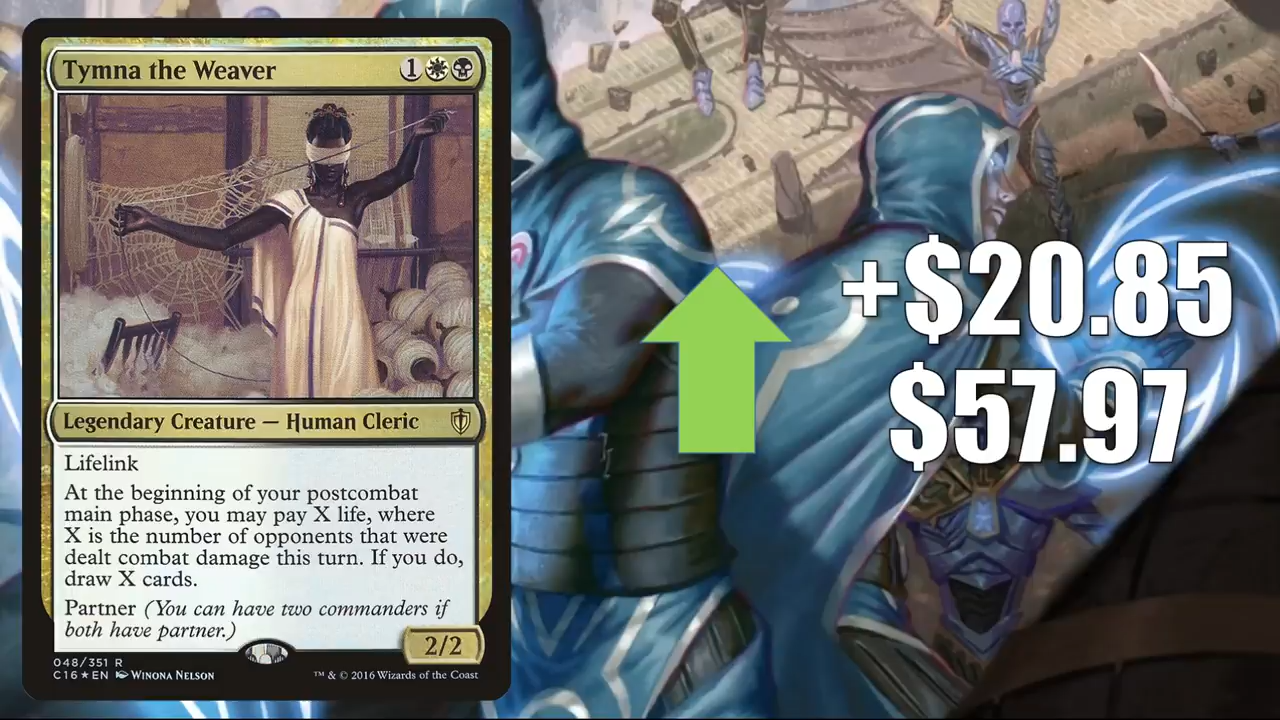 Tymna the Weaver
1
Legendary Creature — Human Cleric
Lifelink
At the beginning of your postcombat
main phase, you may pay X life, where
X is the number of opponents that were
dealt combat damage this turn. If you do,
draw X cards.
Partner (You can have two commanders if
both have partner.)
2/2
048/351 R
C16★EN Winona Nelson
™ & © 2016 Wizards of the Coast
+$20.85
$57.97